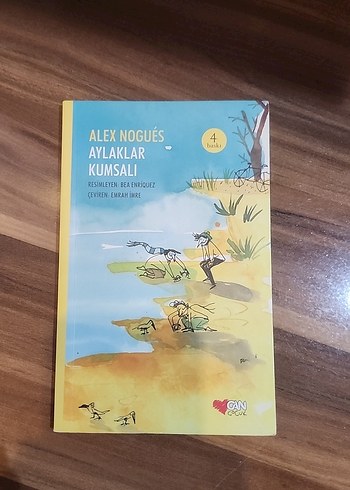 ALEX NOGUÉS
AYLAKLAR
KUMSALI
RESİMLEYEN: BEA ENRIQUEZ
ÇEVİREN: EMRAH İMRE
4
baskı
CAN
ÇOCUK